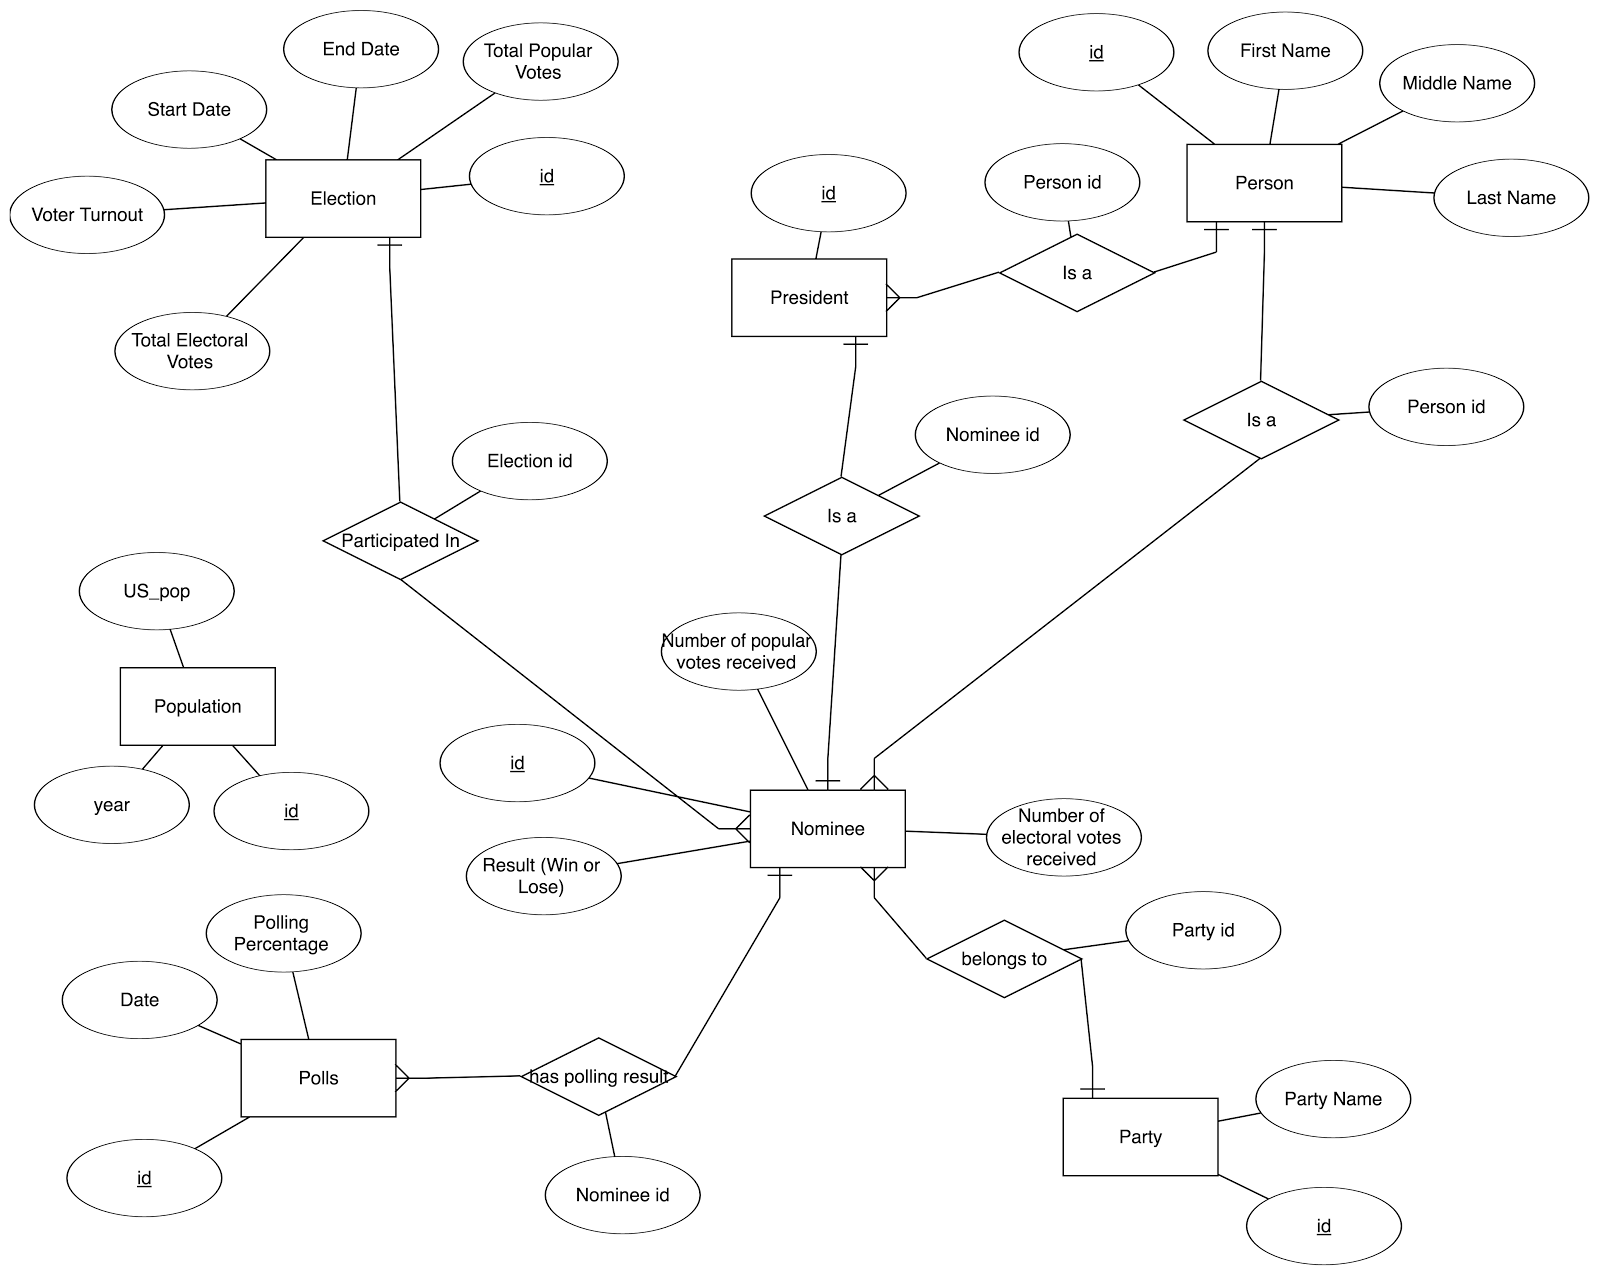 End Date
Total Popular
Votes
id
First Name
Middle Name
Start Date
id
Person id
id
Election
Person
Voter Turnout
Last Name
Is a
President
Total Electoral
Votes
Is a
Person id
Nominee id
Election id
Is a
Participated In
US_pop
Number of popular
votes received
Population
id
year
id
Nominee
Number of
electoral votes
received
Result (Win or
Lose)
Polling
Percentage
Party id
belongs to
Date
Polls
has polling result
Party Name
Party
id
Nominee id
id